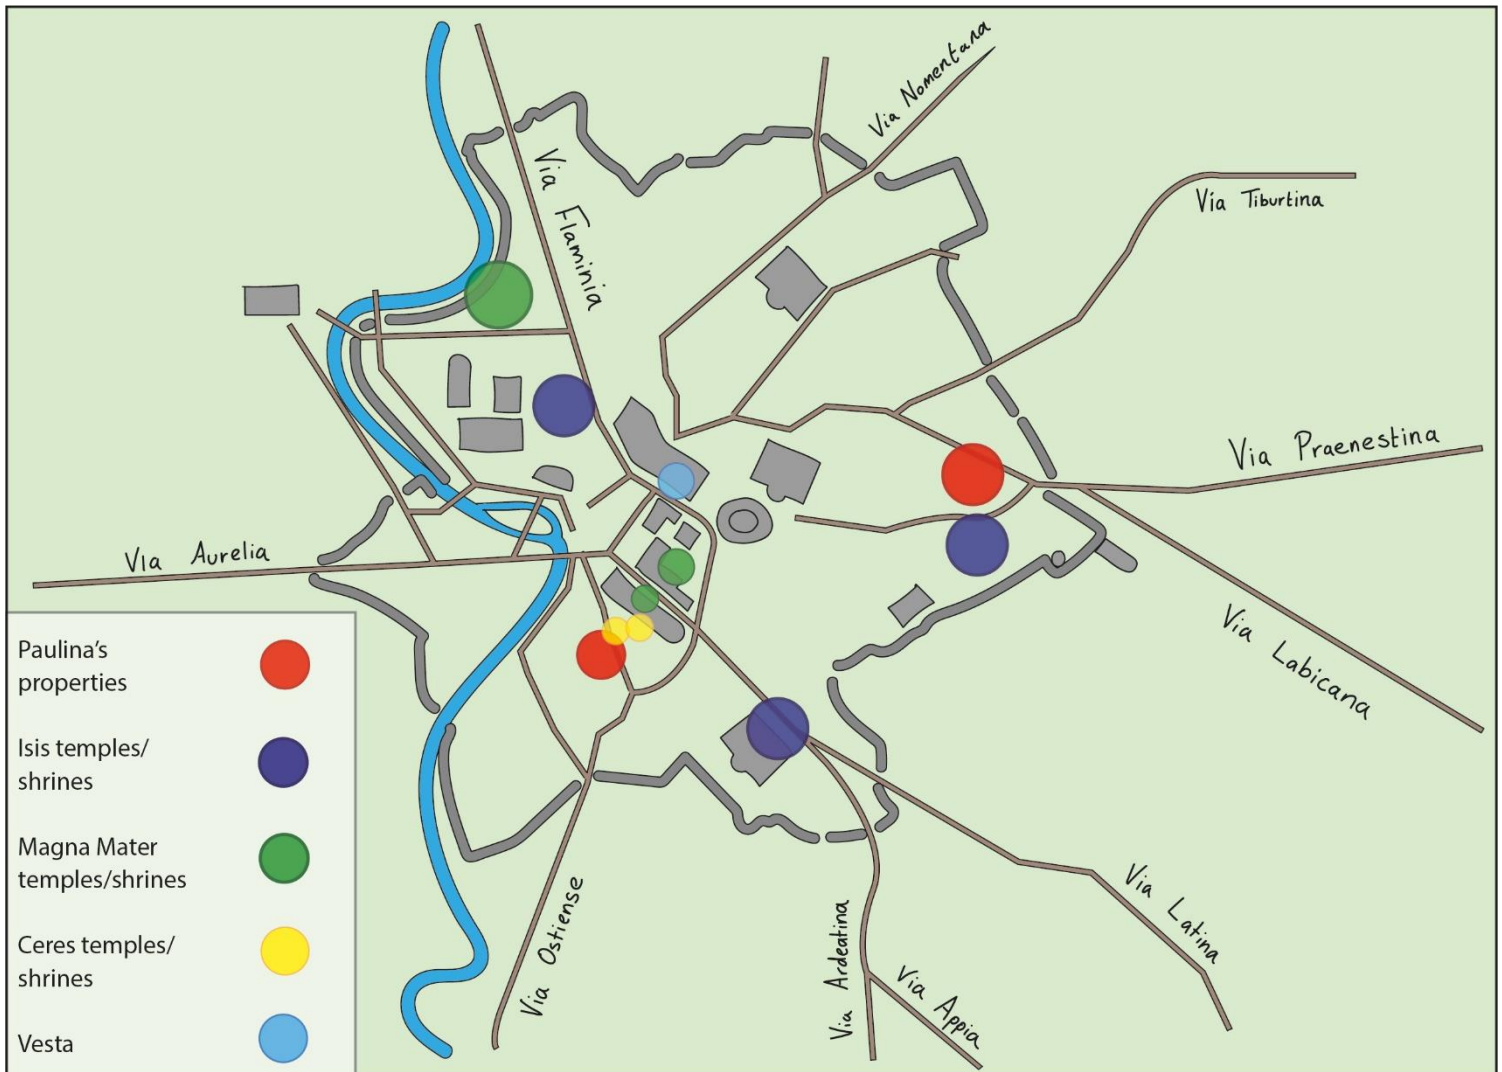 Via Nomentana
Via Flaminia
Via Tiburtina
Via Praenestina
VIa Aurelia
Via Labicana
Via Latina
Via Ostiense
Via Ardeatina
Via Appia
Paulina's
properties
Isis temples/
shrines
Magna Mater
temples/shrines
Ceres temples/
shrines
Vesta